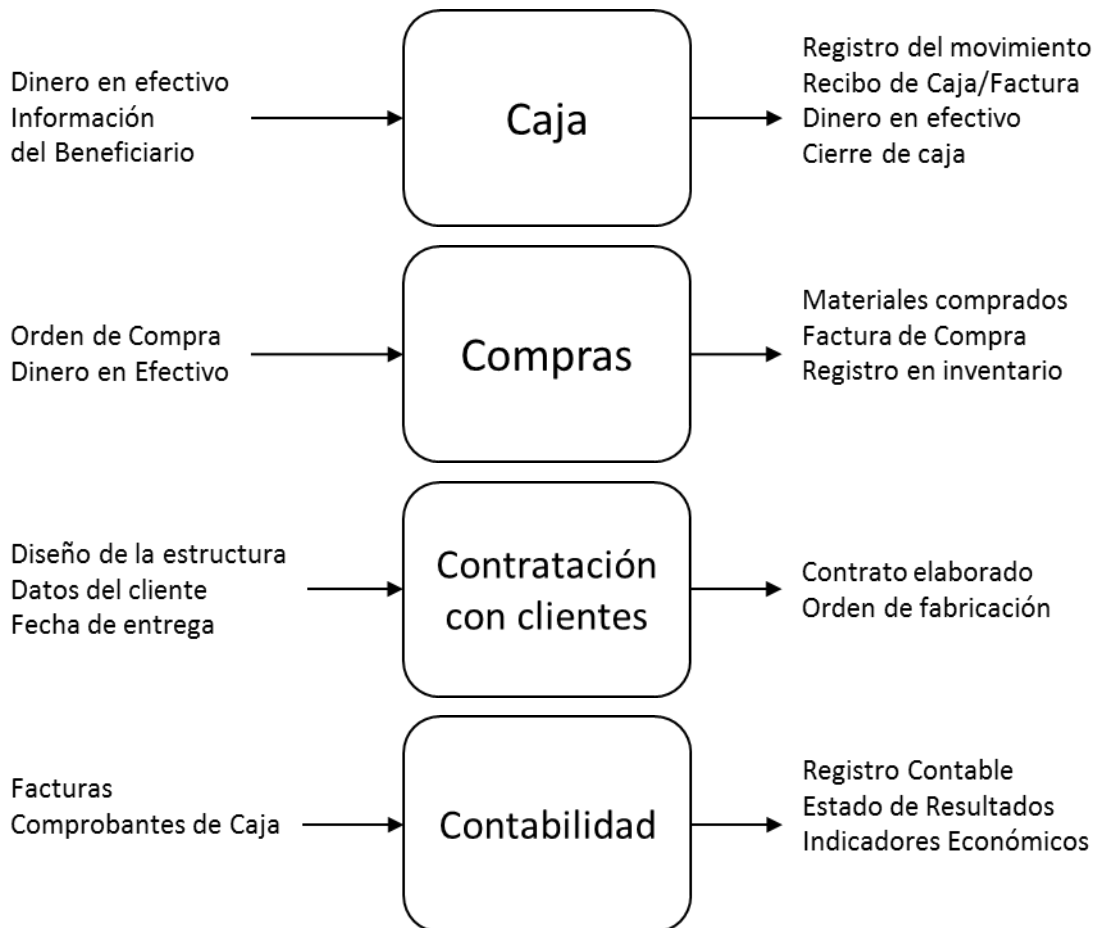 Dinero en efectivo
Información
del Beneficiario
Caja
Registro del movimiento
Recibo de Caja/Factura
Dinero en efectivo
Cierre de caja
Orden de Compra
Dinero en Efectivo
Compras
Materiales comprados
Factura de Compra
Registro en inventario
Diseño de la estructura
Datos del cliente
Fecha de entrega
Contratación
con clientes
Contrato elaborado
Orden de fabricación
Facturas
Comprobantes de Caja
Contabilidad
Registro Contable
Estado de Resultados
Indicadores Económicos